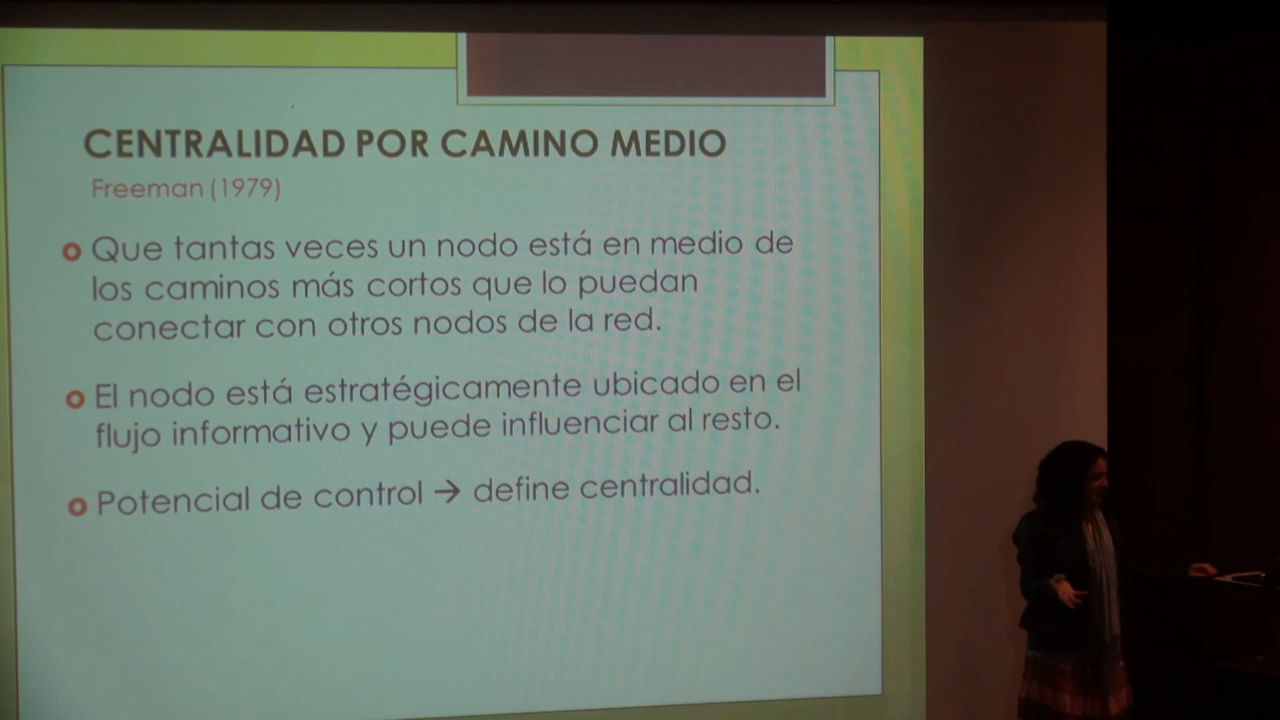 CENTRALIDAD POR CAMINO MEDIO
Freeman (1979)
Que tantas veces un nodo está en medio de
los caminos más cortos que lo puedan
conectar con otros nodos de la red.
El nodo está estratégicamente ubicado en el
flujo informativo y puede influenciar al resto.
Potencial de control → define centralidad.